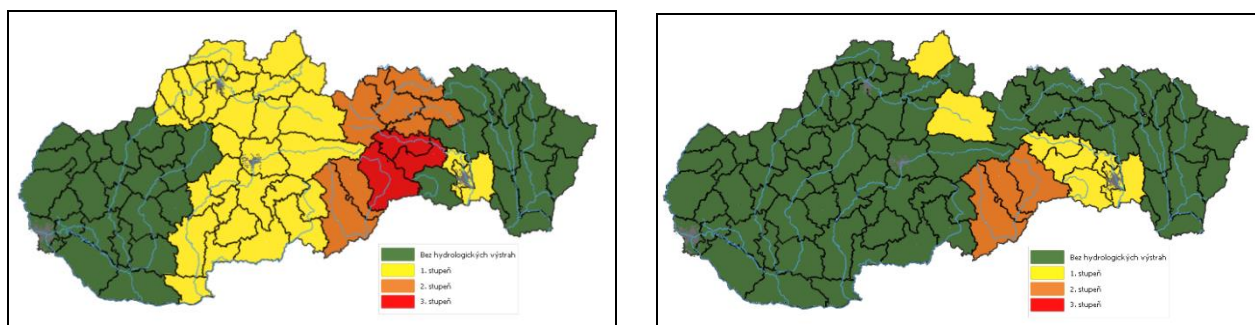 Bez hydrologických výstrah
1. stupeň
2. stupeň
3. stupeň
Bez hydrologických výstrah
1. stupeň
2. stupeň
3. stupeň